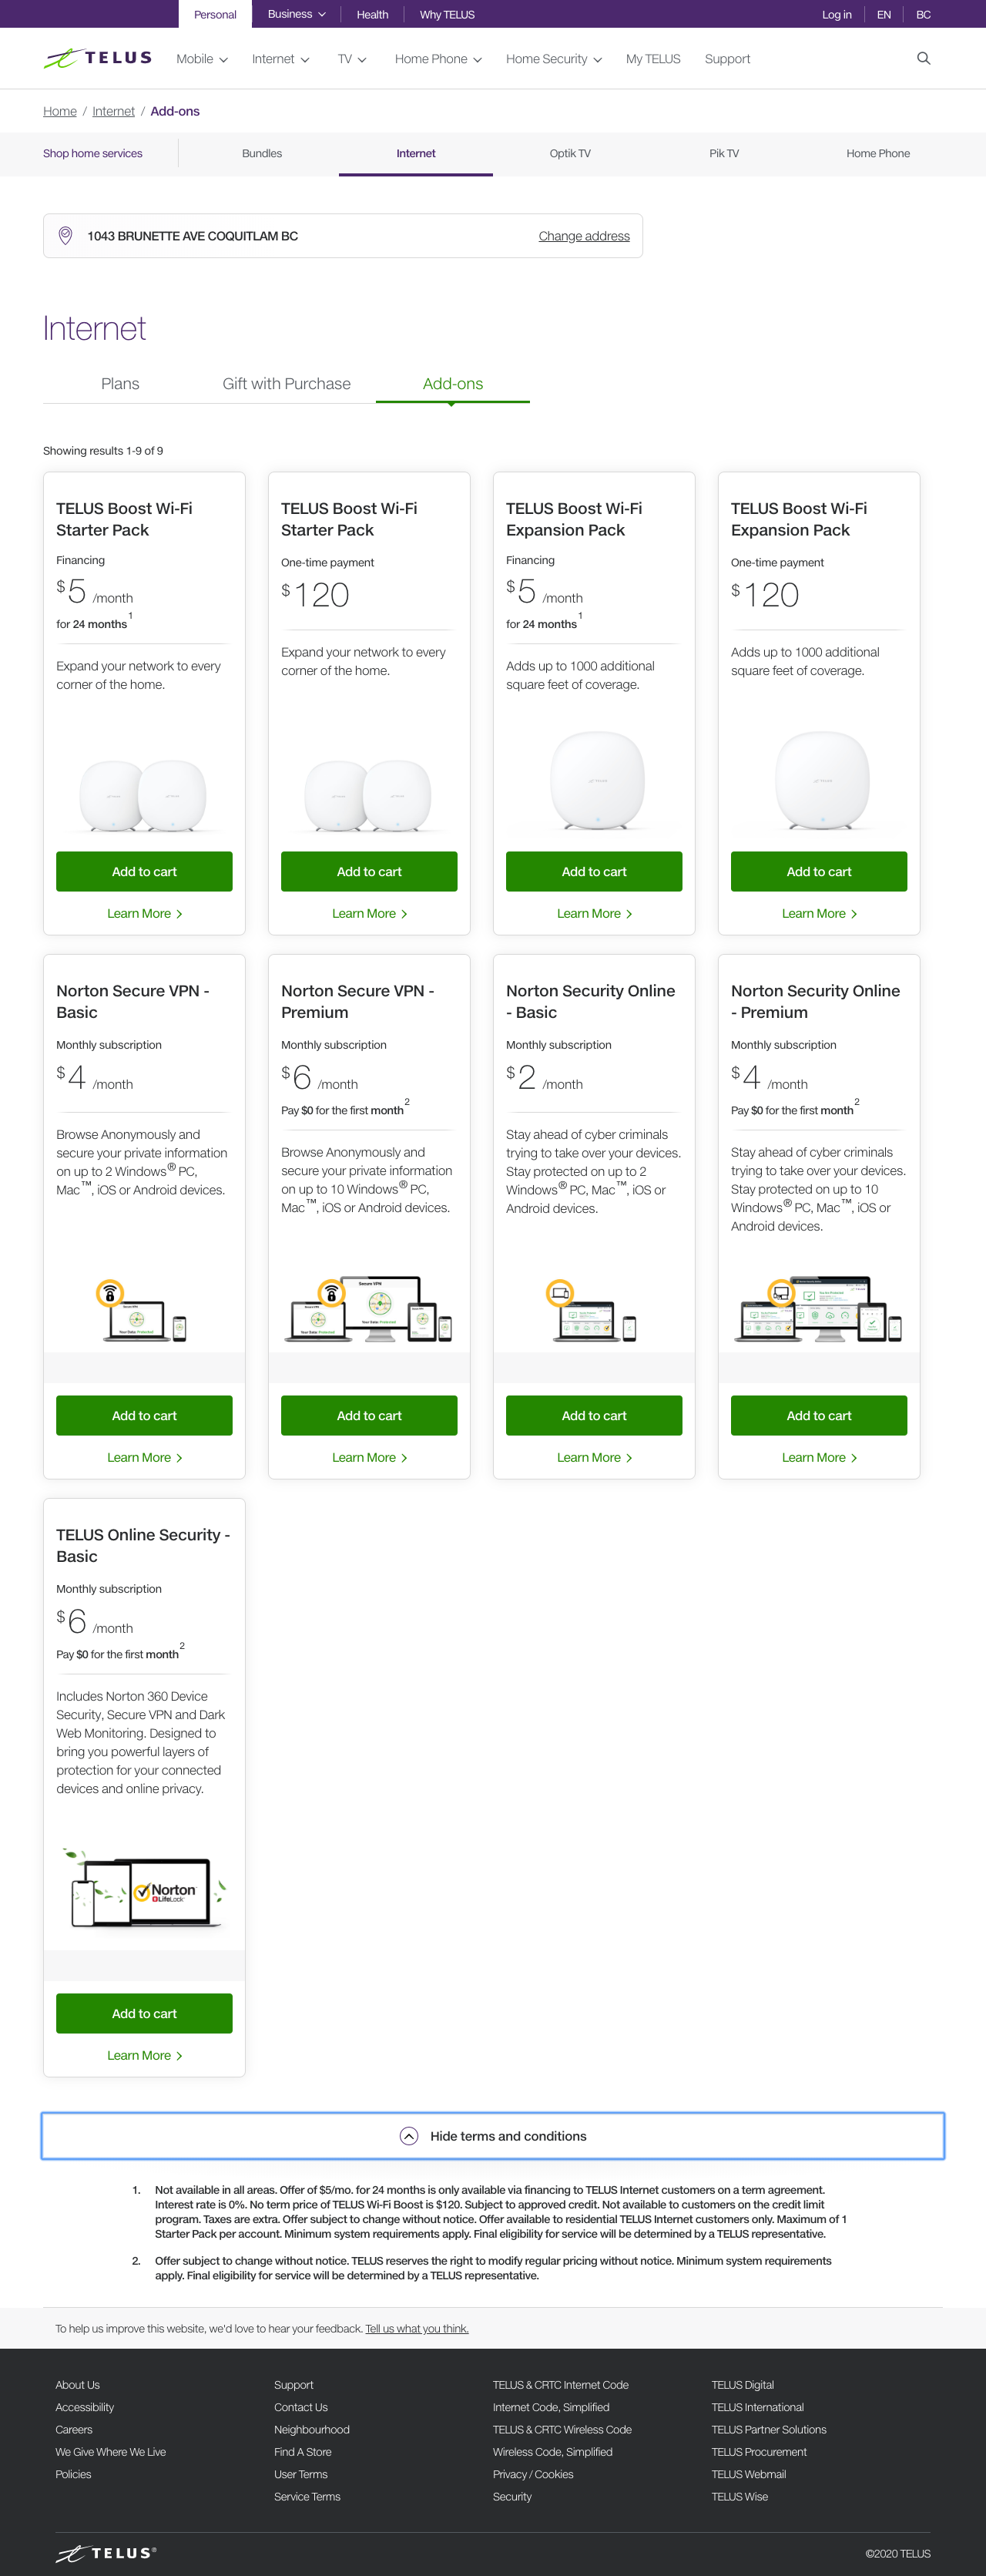 Personal
Business
Health
Why TELUS
Log in
EN
BC
TELUS
Mobile
Internet
TV
Home Phone
Home Security
My TELUS
Support
Home / Internet / Add-ons
Shop home services
Bundles
Internet
Optik TV
Pik TV
Home Phone
1043 BRUNETTE AVE COQUITLAM BC
Change address
Internet
Plans
Gift with Purchase
Add-ons
Showing results 1-9 of 9
TELUS Boost Wi-Fi
Starter Pack
Financing
$5 /month
for 24 months1
Expand your network to every
corner of the home.
Add to cart
Learn More
TELUS Boost Wi-Fi
Starter Pack
One-time payment
$120
Expand your network to every
corner of the home.
Add to cart
Learn More
TELUS Boost Wi-Fi
Expansion Pack
Financing
$5 /month
for 24 months1
Adds up to 1000 additional
square feet of coverage.
Add to cart
Learn More
TELUS Boost Wi-Fi
Expansion Pack
One-time payment
$120
Adds up to 1000 additional
square feet of coverage.
Add to cart
Learn More
Norton Secure VPN -
Basic
Monthly subscription
$4 /month
Browse Anonymously and
secure your private information
on up to 2 Windows® PC,
Mac™, iOS or Android devices.
Add to cart
Learn More
Norton Secure VPN -
Premium
Monthly subscription
$6 /month
Pay $0 for the first month2
Browse Anonymously and
secure your private information
on up to 10 Windows® PC,
Mac™, iOS or Android devices.
Secure VPN
Your Data: Protected
Add to cart
Learn More
Norton Security Online
- Basic
Monthly subscription
$2 /month
Stay ahead of cyber criminals
trying to take over your devices.
Stay protected on up to 2
Windows® PC, Mac™, iOS or
Android devices.
Add to cart
Learn More
Norton Security Online
- Premium
Monthly subscription
$4 /month
Pay $0 for the first month2
Stay ahead of cyber criminals
trying to take over your devices.
Stay protected on up to 10
Windows® PC, Mac™, iOS or
Android devices.
Add to cart
Learn More
TELUS Online Security -
Basic
Monthly subscription
$6 /month
Pay $0 for the first month2
Includes Norton 360 Device
Security, Secure VPN and Dark
Web Monitoring. Designed to
bring you powerful layers of
protection for your connected
devices and online privacy.
Norton
LifeLock
Add to cart
Learn More
Hide terms and conditions
1. Not available in all areas. Offer of $5/mo. for 24 months is only available via financing to TELUS Internet customers on a term agreement.
Interest rate is 0%. No term price of TELUS Wi-Fi Boost is $120. Subject to approved credit. Not available to customers on the credit limit
program. Taxes are extra. Offer subject to change without notice. Offer available to residential TELUS Internet customers only. Maximum of 1
Starter Pack per account. Minimum system requirements apply. Final eligibility for service will be determined by a TELUS representative.
2. Offer subject to change without notice. TELUS reserves the right to modify regular pricing without notice. Minimum system requirements
apply. Final eligibility for service will be determined by a TELUS representative.
To help us improve this website, we'd love to hear your feedback. Tell us what you think.
About Us
Accessibility
Careers
We Give Where We Live
Policies
Support
Contact Us
Neighbourhood
Find A Store
User Terms
Service Terms
TELUS & CRTC Internet Code
Internet Code, Simplified
TELUS & CRTC Wireless Code
Wireless Code, Simplified
Privacy / Cookies
Security
TELUS Digital
TELUS International
TELUS Partner Solutions
TELUS Procurement
TELUS Webmail
TELUS Wise
TELUS®
©2020 TELUS